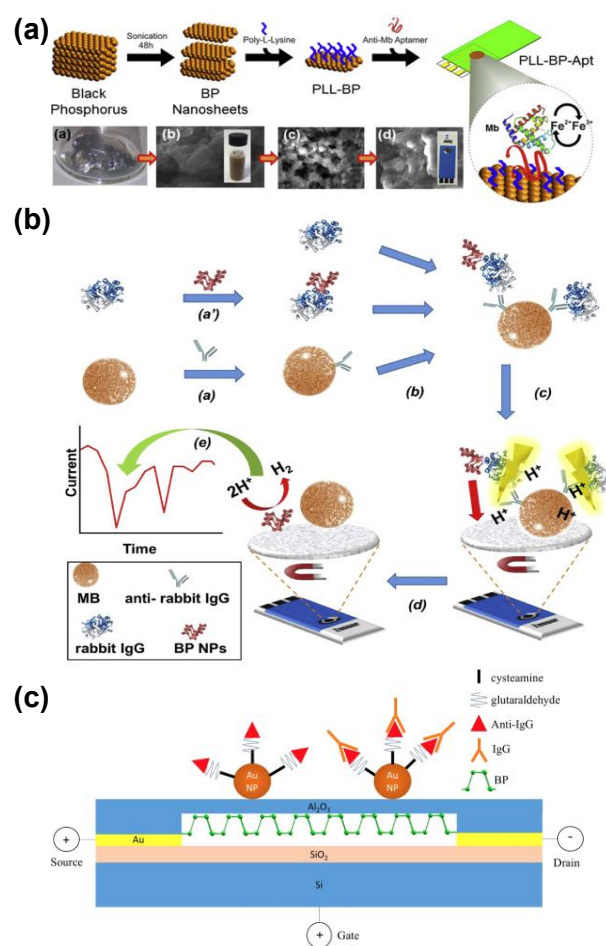 (a)
Sonication
48h
Poly-L-Lysine
Anti-Mb Aptamer
Black
Phosphorus
BP
Nanosheets
PLL-BP
PLL-BP-Apt
(a)
(b)
(c)
(d)
Mb
Fe2+
Fe3+
(b)
(a')
(a)
(b)
(c)
(e)
Current
Time
2H+
H2
H+
H+
H+
H+
(d)
MB
anti- rabbit IgG
rabbit IgG
BP NPs
(c)
cysteamine
glutaraldehyde
Anti-IgG
IgG
BP
Au
NP
Au
NP
Al2O3
+
Source
Au
-
Drain
SiO2
Si
+
Gate